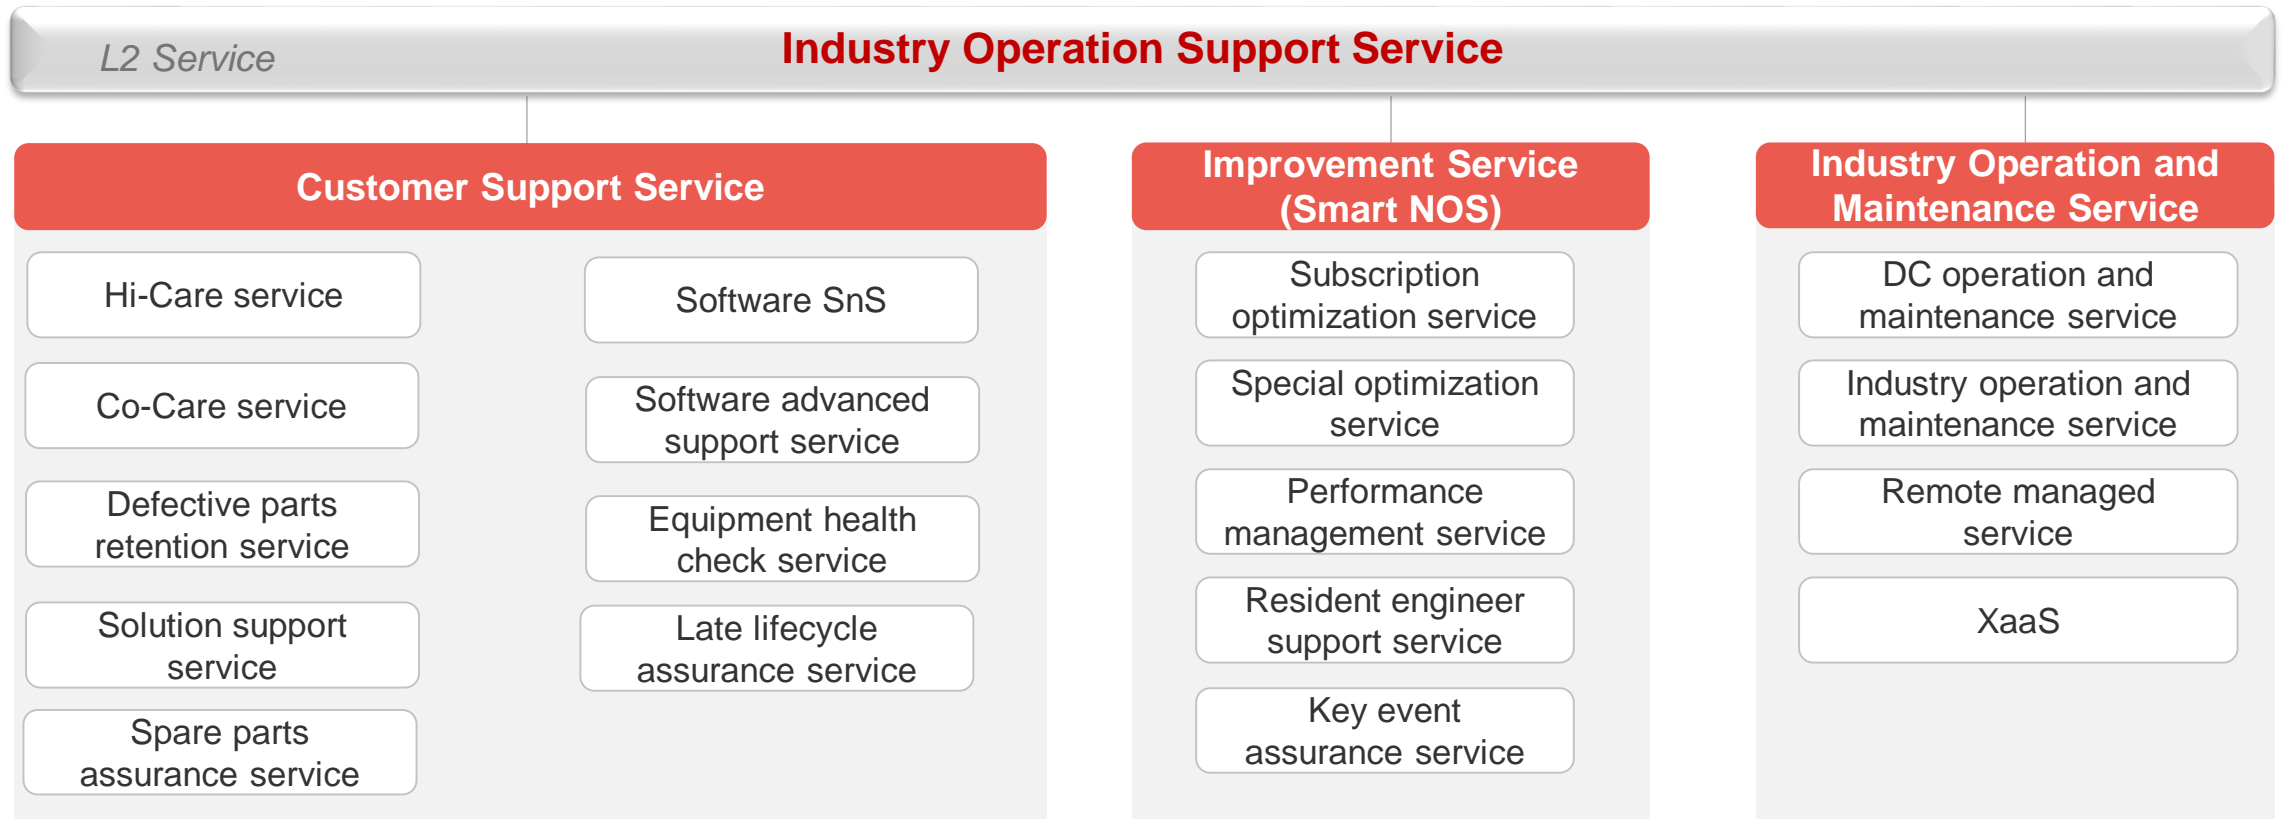 L2 Service
Industry Operation Support Service
Customer Support Service
Hi-Care service
Co-Care service
Defective parts
retention service
Solution support
service
Spare parts
assurance service
Software SnS
Software advanced
support service
Equipment health
check service
Late lifecycle
assurance service
Improvement Service
(Smart NOS)
Subscription
optimization service
Special optimization
service
Performance
management service
Resident engineer
support service
Key event
assurance service
Industry Operation and
Maintenance Service
DC operation and
maintenance service
Industry operation and
maintenance service
Remote managed
service
XaaS